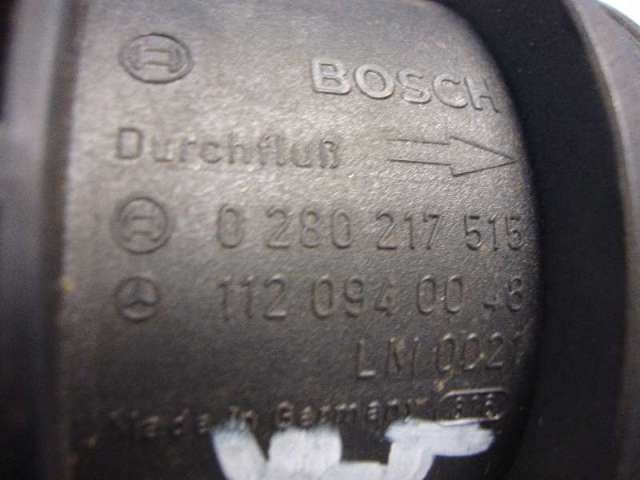 BOSCH
Durchfluß
0 280 217 515
112 094 00 48
LM 002
Made In Germany